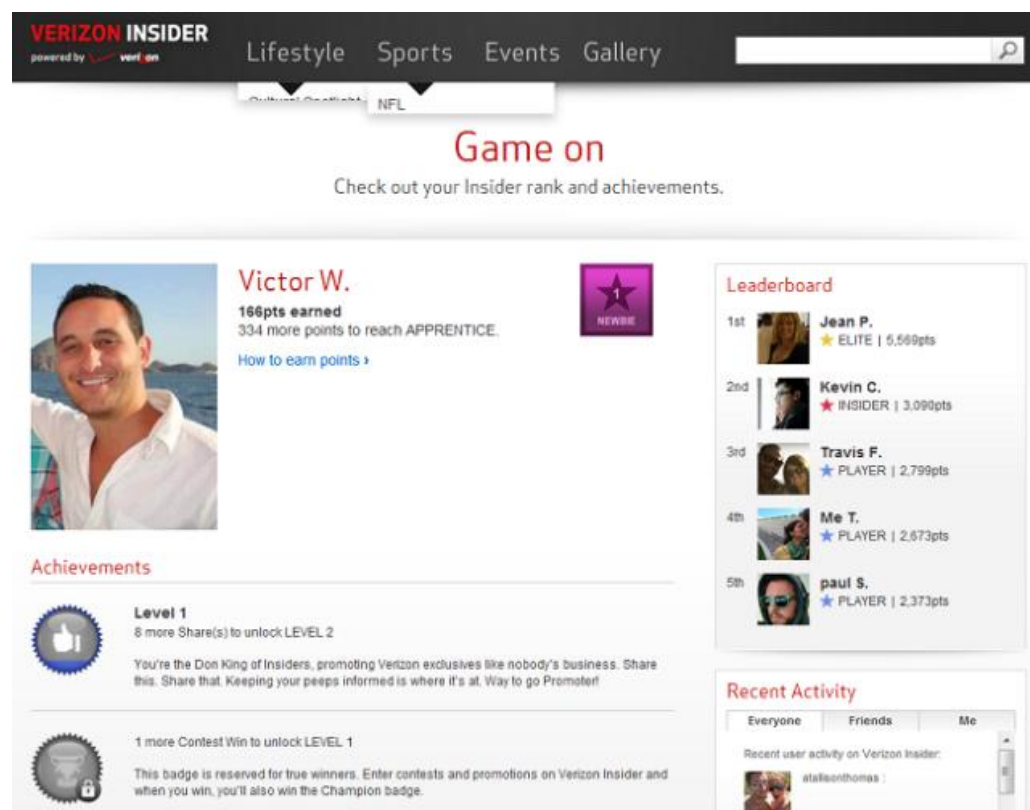 VERIZON INSIDER
powered by verizon
Lifestyle Sports Events Gallery
Cultural Spotlight
NFL
Game on
Check out your Insider rank and achievements.
Victor W.
166pts earned
334 more points to reach APPRENTICE.
How to earn points ›
1
NEWBIE
Achievements
Level 1
8 more Share(s) to unlock LEVEL 2
You're the Don King of Insiders, promoting Verizon exclusives like nobody's business. Share
this. Share that. Keeping your peeps informed is where it's at. Way to go Promoter!
1 more Contest Win to unlock LEVEL 1
This badge is reserved for true winners. Enter contests and promotions on Verizon Insider and
when you win, you'll also win the Champion badge.
Leaderboard
1st
Jean P.
ELITE | 5,569pts
2nd
Kevin C.
INSIDER | 3,090pts
3rd
Travis F.
PLAYER | 2,799pts
4th
Me T.
PLAYER | 2,673pts
5th
paul S.
PLAYER | 2,373pts
Recent Activity
Everyone Friends Me
Recent user activity on Verizon Insider: